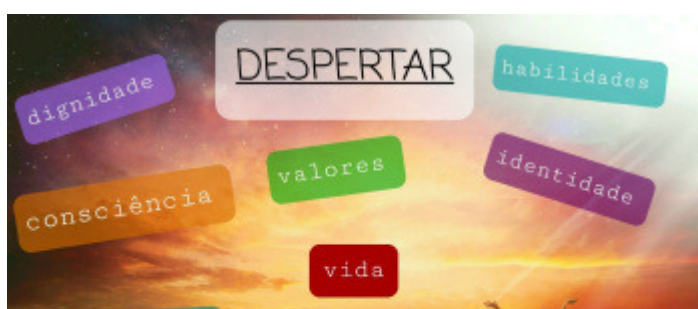 DESPERTAR
dignidade
habilidades
valores
identidade
consciência
vida